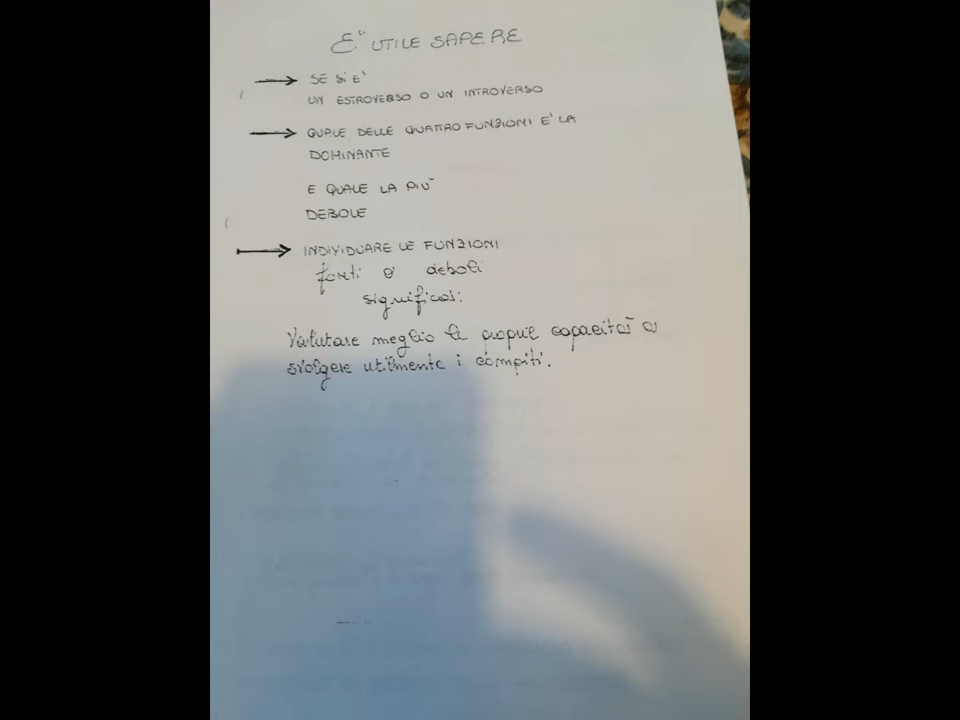 E' UTILE SAPERE
SE SI E'
UN ESTROVERSO O UN INTROVERSO
QUALE DELLE QUATTRO FUNZIONI E' LA
DOMINANTE
E QUALE LA PIU'
DEBOLE
INDIVIDUARE LE FUNZIONI
forti e deboli
significa:
Valutare meglio le proprie capacità e
svolgere utilmente i compiti.